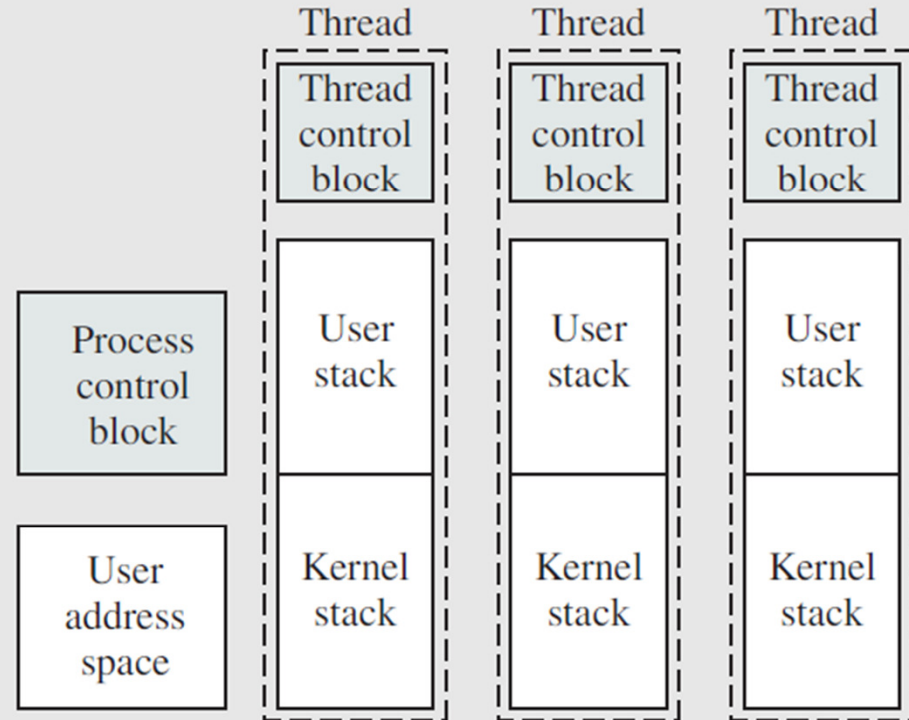 Thread
Thread
Thread
Thread
control
block
Thread
control
block
Thread
control
block
Process
control
block
User
stack
User
stack
User
stack
User
address
space
Kernel
stack
Kernel
stack
Kernel
stack